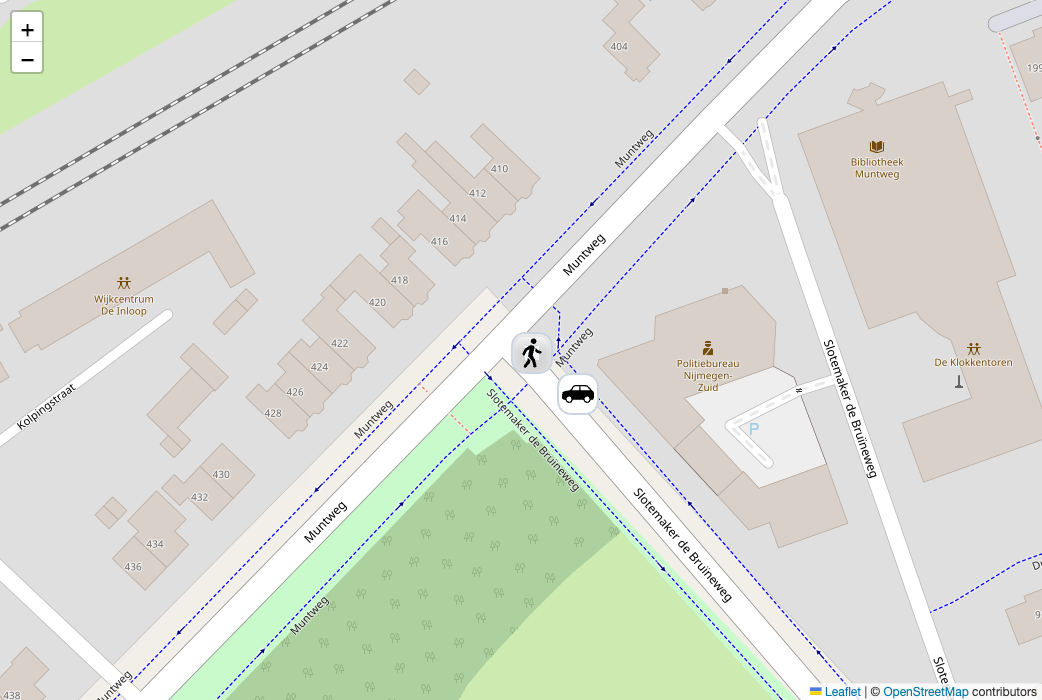 +
−
404
199
Muntweg
Bibliotheek
Muntweg
410
412
414
416
Muntweg
418
420
Wijkcentrum
De Inloop
422
424
426
428
Muntweg
Politiebureau
Nijmegen-
Zuid
De Klokkentoren
Kolpingstraat
Muntweg
Slotemaker de Bruineweg
Slotemaker de Bruineweg
P
430
432
Muntweg
434
436
Slotemaker de Bruineweg
Muntweg
D
9
438
Muntweg
Slote
Leaflet | © OpenStreetMap contributors